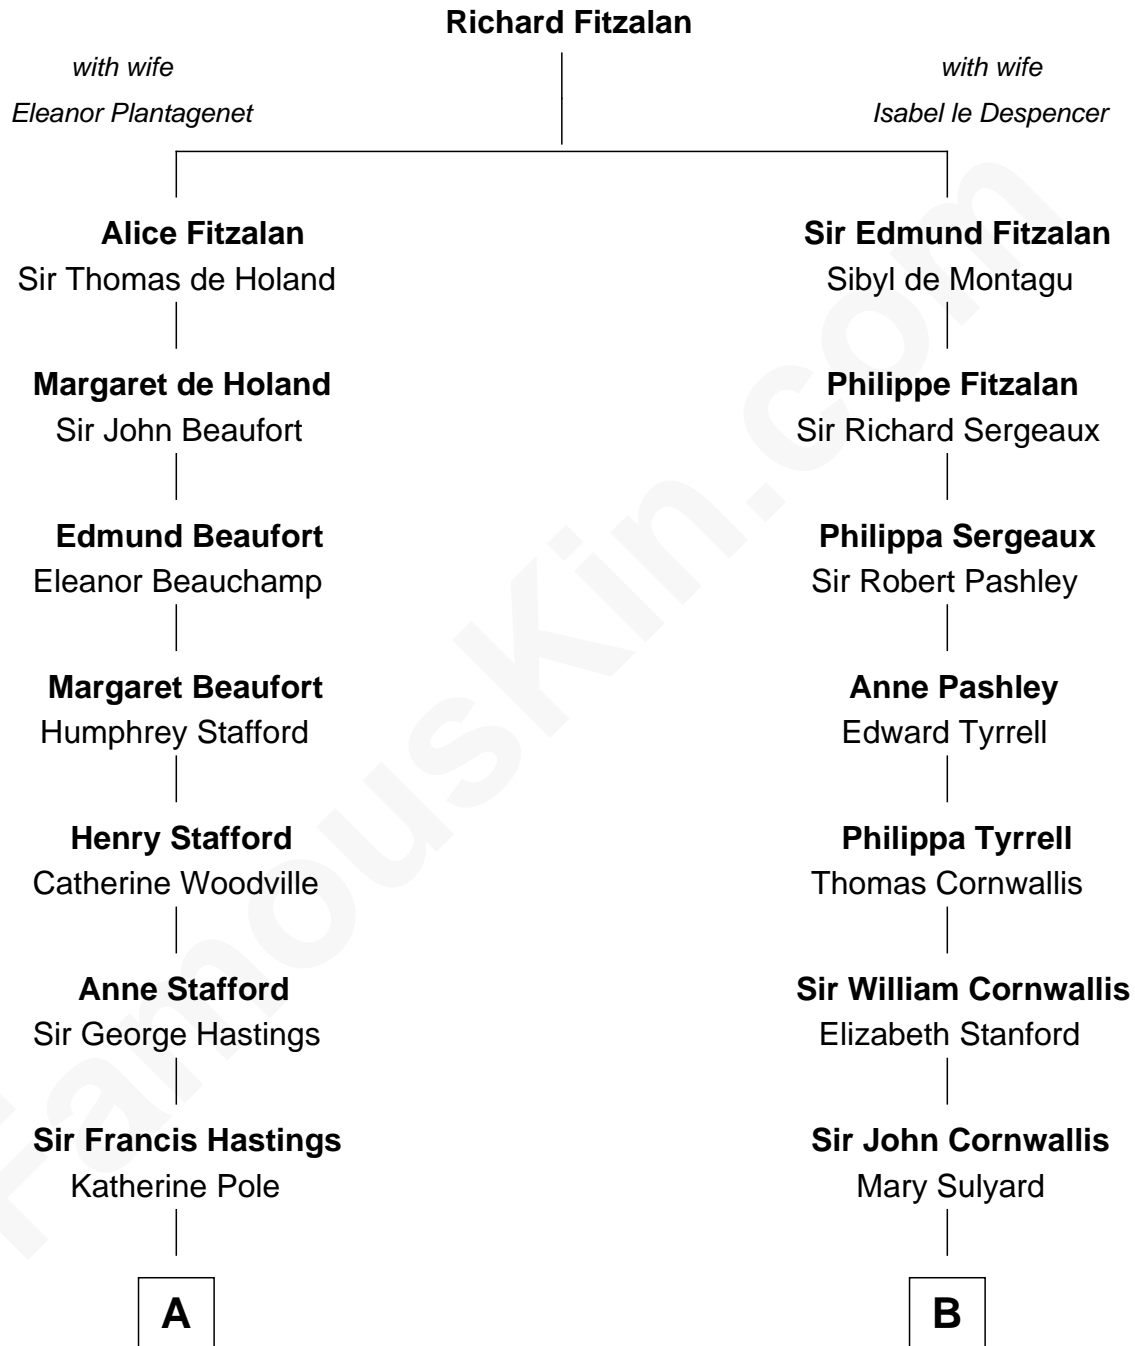 Richard Fitzalan
with wife
Eleanor Plantagenet
with wife
Isabel le Despencer
Alice Fitzalan
Sir Thomas de Holand
Sir Edmund Fitzalan
Sibyl de Montagu
Margaret de Holand
Sir John Beaufort
Philippe Fitzalan
Sir Richard Sergeaux
Edmund Beaufort
Eleanor Beauchamp
Philippa Sergeaux
Sir Robert Pashley
Margaret Beaufort
Humphrey Stafford
Anne Pashley
Edward Tyrrell
Henry Stafford
Catherine Woodville
Philippa Tyrrell
Thomas Cornwallis
Anne Stafford
Sir George Hastings
Sir William Cornwallis
Elizabeth Stanford
Sir Francis Hastings
Katherine Pole
Sir John Cornwallis
Mary Sulyard
A
B
FamousKin.com